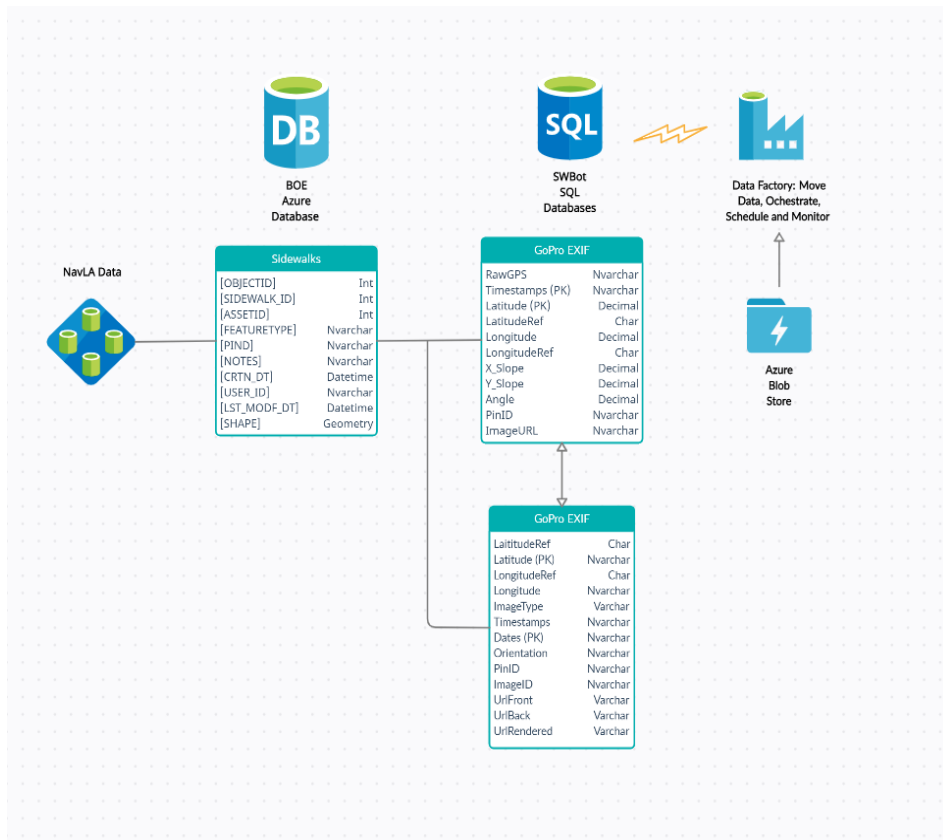 DB
SQL
BOE
Azure
Database
SWBot
SQL
Databases
Data Factory: Move
Data, Ochestrate,
Schedule and Monitor
NavLA Data
Sidewalks
[OBJECTID] Int
[SIDEWALK_ID] Int
[ASSETID] Int
[FEATURETYPE] Nvarchar
[PIND] Nvarchar
[NOTES] Nvarchar
[CRTN_DT] Datetime
[USER_ID] Nvarchar
[LST_MODF_DT] Datetime
[SHAPE] Geometry
GoPro EXIF
RawGPS Nvarchar
Timestamps (PK) Nvarchar
Latitude (PK) Decimal
LatitudeRef Char
Longitude Decimal
LongitudeRef Char
X_Slope Decimal
Y_Slope Decimal
Angle Decimal
PinID Nvarchar
ImageURL Nvarchar
Azure
Blob
Store
GoPro EXIF
LaititudeRef Char
Latitude (PK) Nvarchar
LongitudeRef Char
Longitude Nvarchar
ImageType Varchar
Timestamps Nvarchar
Dates (PK) Nvarchar
Orientation Nvarchar
PinID Nvarchar
ImageID Nvarchar
UrlFront Varchar
UrlBack Varchar
UrlRendered Varchar